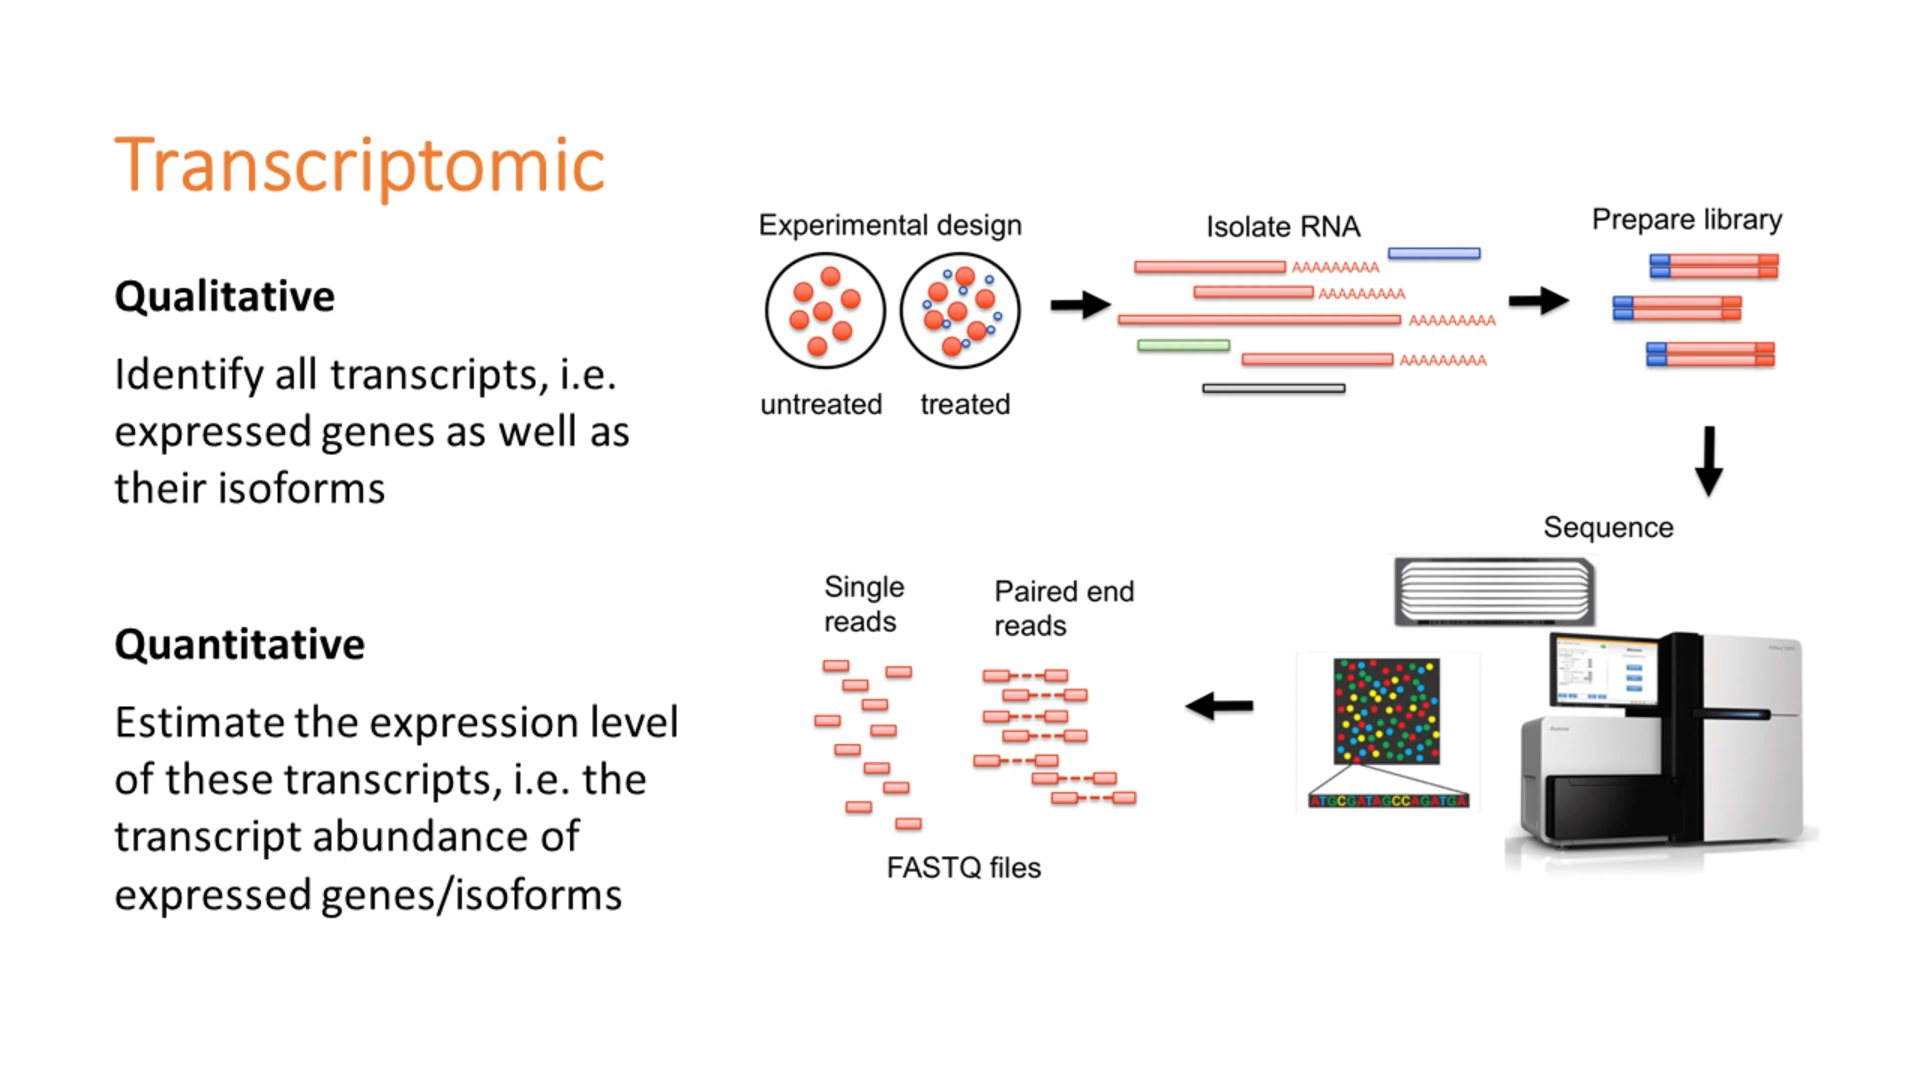 Transcriptomic
Qualitative
Identify all transcripts, i.e.
expressed genes as well as
their isoforms
Quantitative
Estimate the expression level
of these transcripts, i.e. the
transcript abundance of
expressed genes/isoforms
Experimental design
untreated
treated
Isolate RNA
AAAAAAAAA
AAAAAAAAA
AAAAAAAAA
AAAAAAAAA
Prepare library
Sequence
ATGCGATAGCCAGATGA
Single
reads
Paired end
reads
FASTQ files